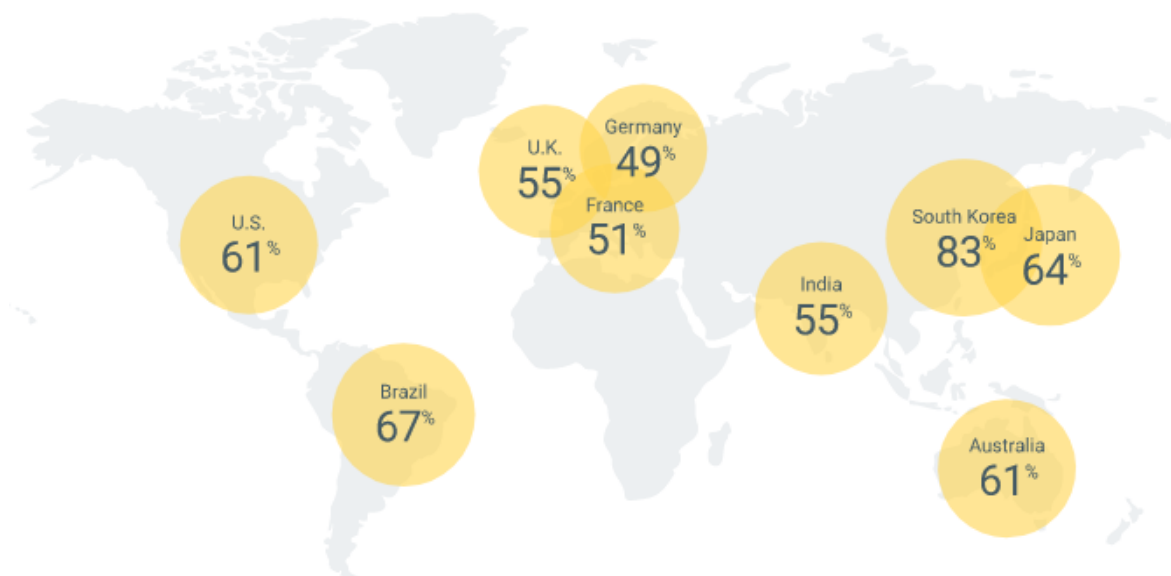 Germany
49%
U.K.
55%
France
51%
U.S.
61%
South Korea
83%
Japan
64%
India
55%
Brazil
67%
Australia
61%